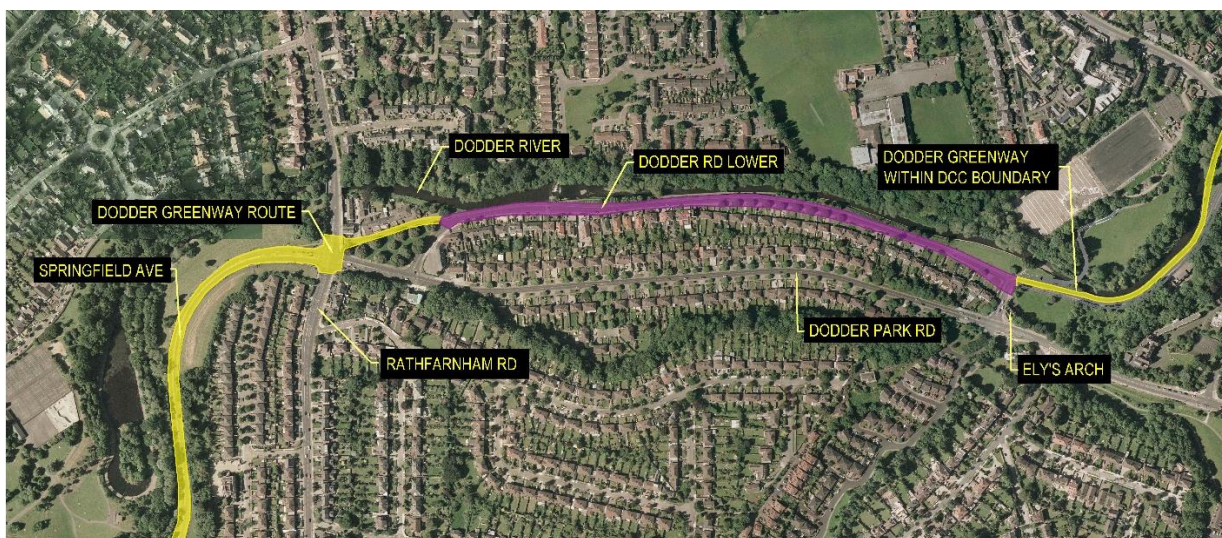 DODDER RIVER
DODDER RD LOWER
DODDER GREENWAY
WITHIN DCC BOUNDARY
DODDER GREENWAY ROUTE
SPRINGFIELD AVE
RATHFARNHAM RD
DODDER PARK RD
ELY'S ARCH